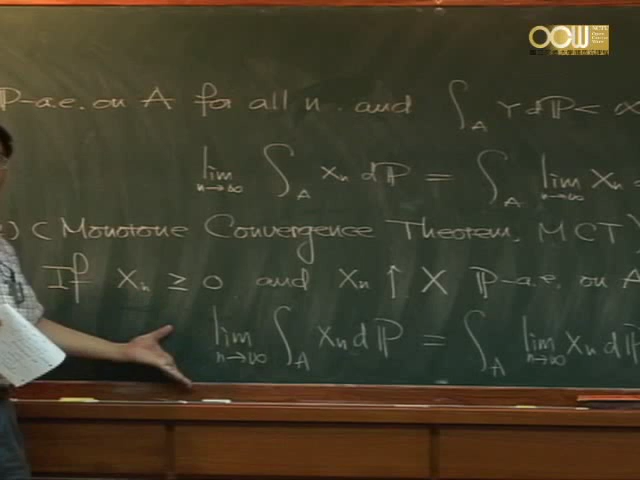 OCW
P-a.e. on A for all n. and ∫_A Y dP < ∞
lim_{n→∞} ∫_A X_n dP = ∫_A lim_{n→∞} X_n
) (Monotone Convergence Theorem, MCT)
If X_n ≥ 0 and X_n ↑ X P-a.e. on A
lim_{n→∞} ∫_A X_n dP = ∫_A lim_{n→∞} X_n dP